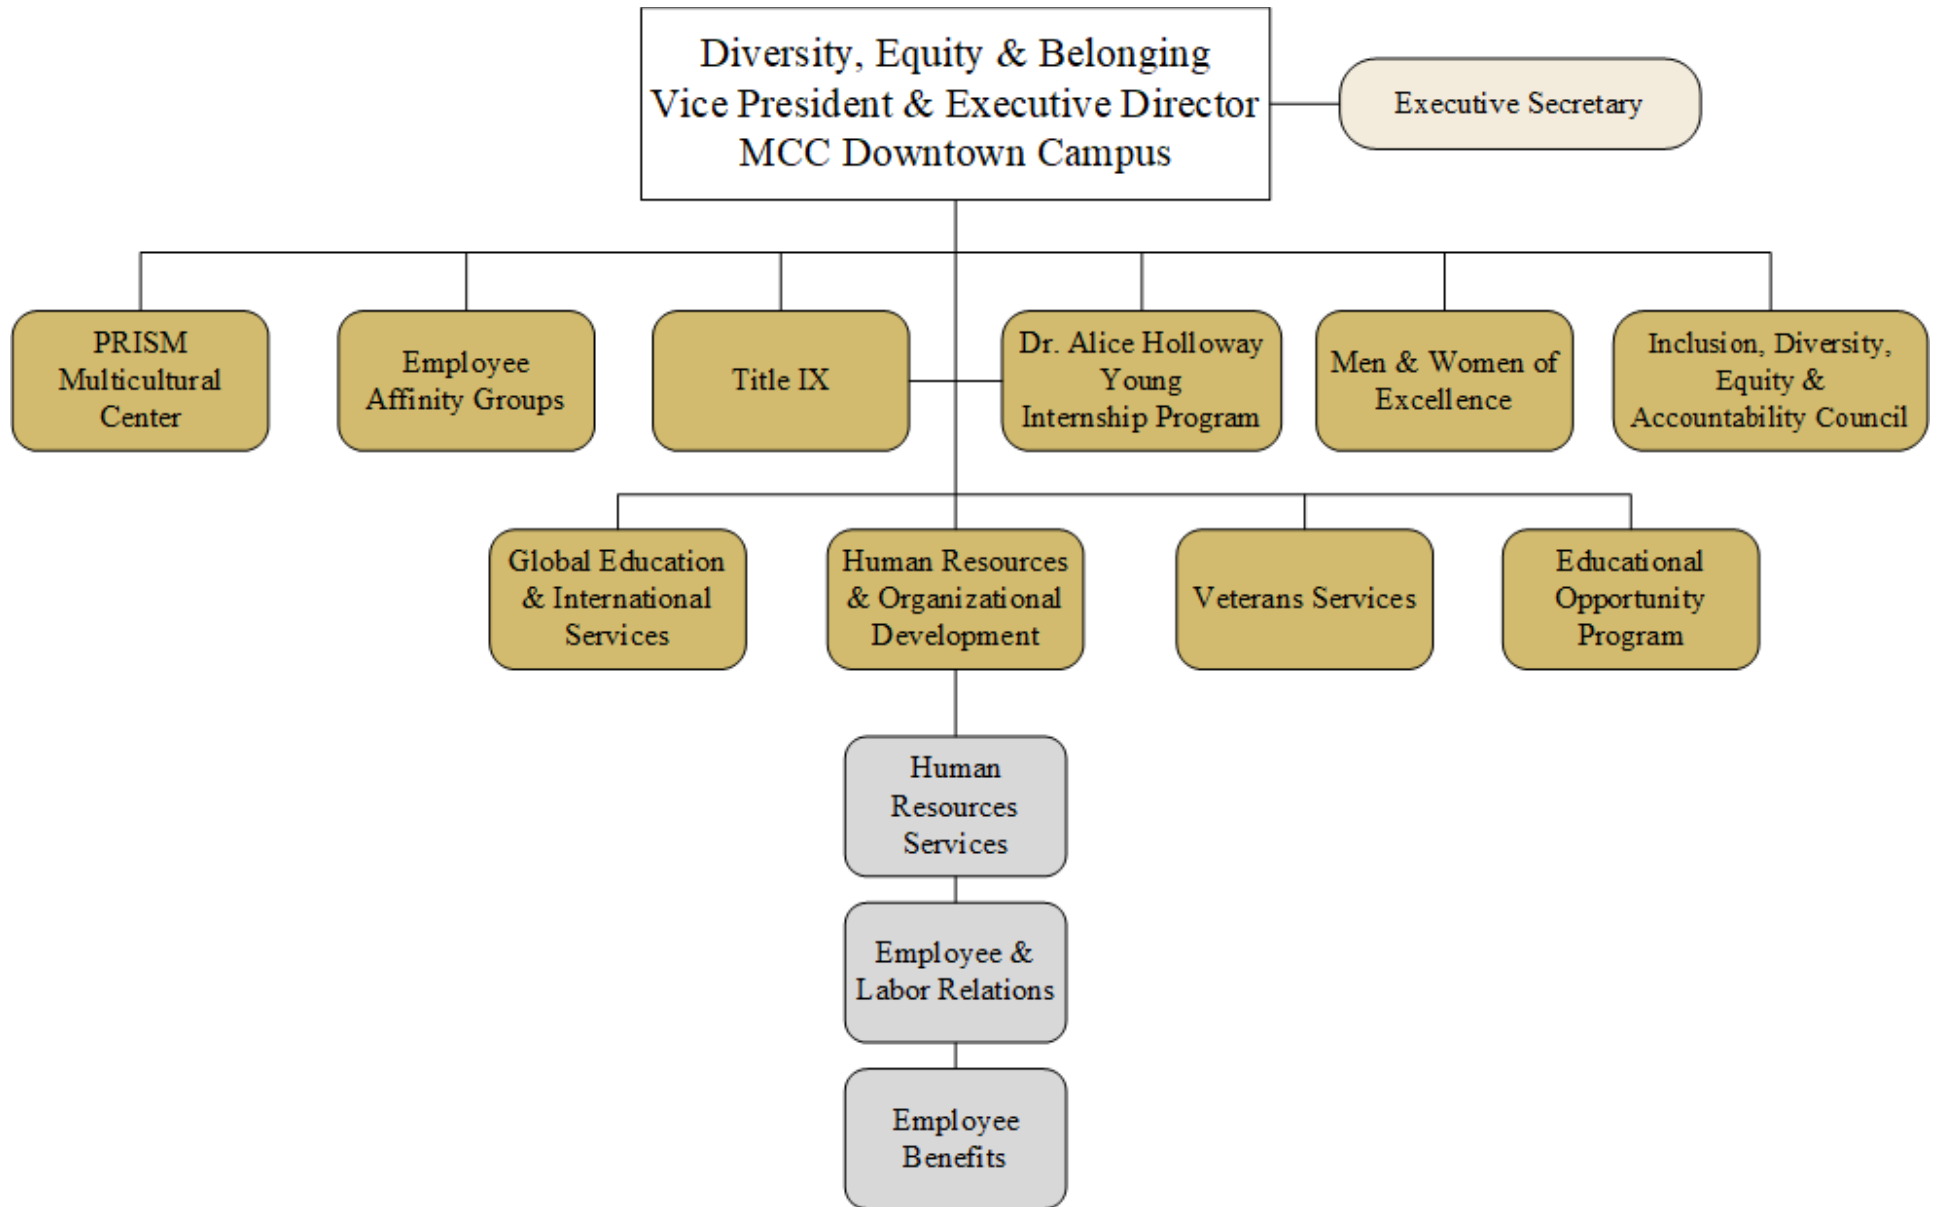 Diversity, Equity & Belonging
Vice President & Executive Director
MCC Downtown Campus
Executive Secretary
PRISM
Multicultural
Center
Employee
Affinity Groups
Title IX
Dr. Alice Holloway
Young
Internship Program
Men & Women of
Excellence
Inclusion, Diversity,
Equity &
Accountability Council
Global Education
& International
Services
Human Resources
& Organizational
Development
Veterans Services
Educational
Opportunity
Program
Human
Resources
Services
Employee &
Labor Relations
Employee
Benefits